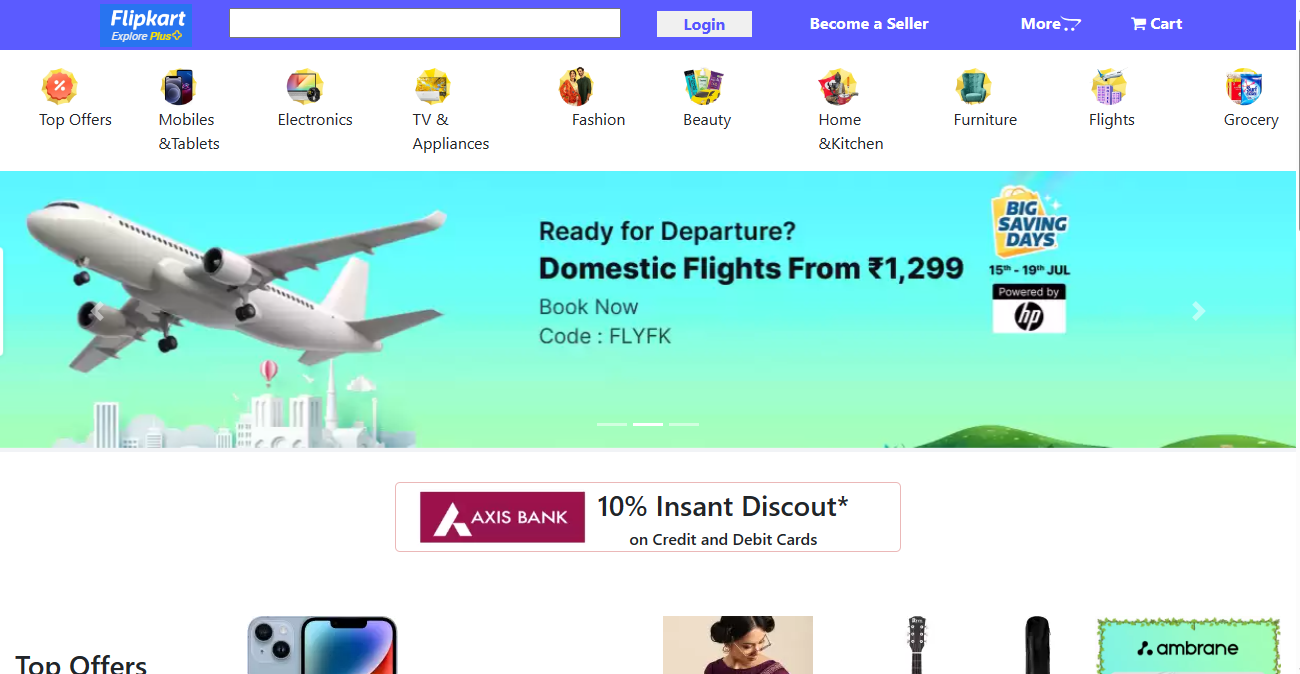 Flipkart
Explore Plus
Login
Become a Seller
More
Cart
Top Offers
Mobiles
&Tablets
Electronics
TV &
Appliances
Fashion
Beauty
Home
&Kitchen
Furniture
Flights
Grocery
Ready for Departure?
Domestic Flights From ₹1,299
Book Now
Code : FLYFK
BIG
SAVING
DAYS
15th - 19th JUL
Powered by
hp
AXIS BANK
10% Insant Discout*
on Credit and Debit Cards
Top Offers
ambrane